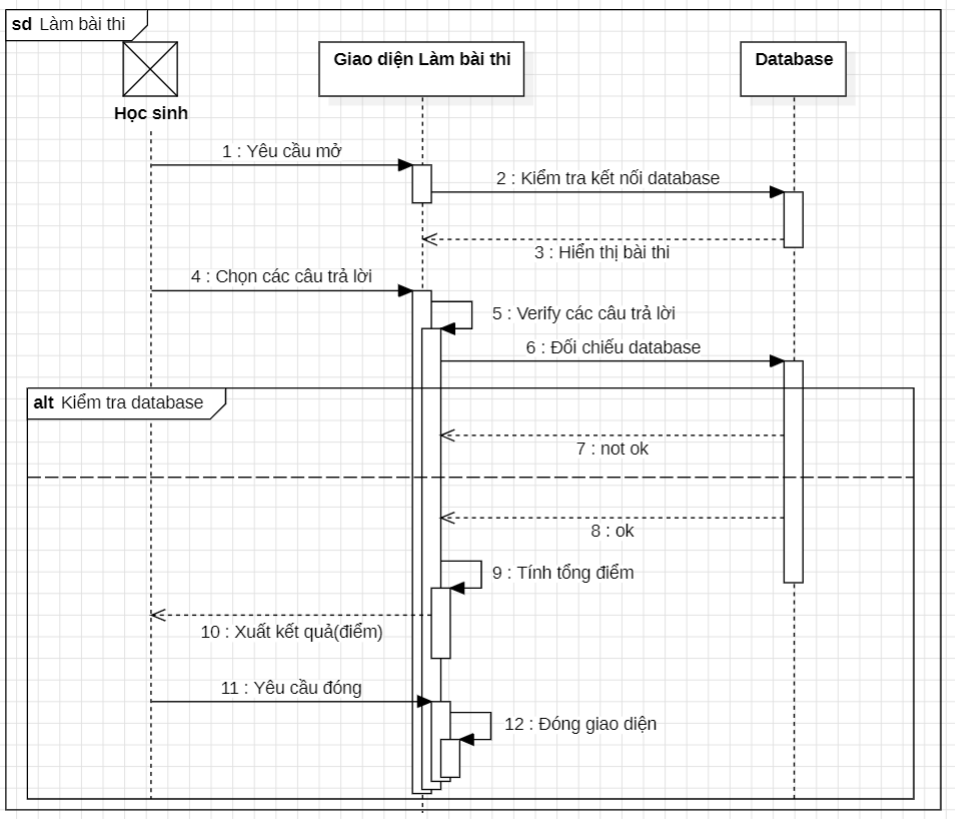 sd Làm bài thi
Giao diện Làm bài thi
Database
Học sinh
1 : Yêu cầu mở
2 : Kiểm tra kết nối database
3 : Hiển thị bài thi
4 : Chọn các câu trả lời
5 : Verify các câu trả lời
6 : Đối chiếu database
alt Kiểm tra database
7 : not ok
8 : ok
9 : Tính tổng điểm
10 : Xuất kết quả(điểm)
11 : Yêu cầu đóng
12 : Đóng giao diện